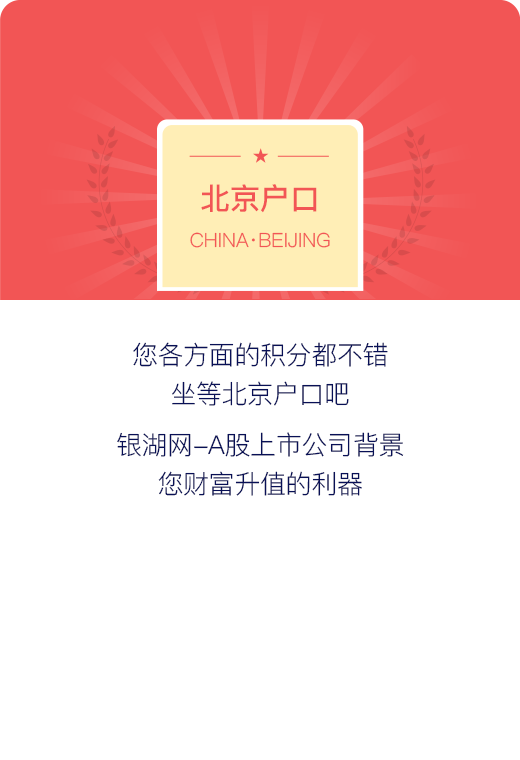 北京户口
CHINA·BEIJING
您各方面的积分都不错
坐等北京户口吧
银湖网–A股上市公司背景
您财富升值的利器